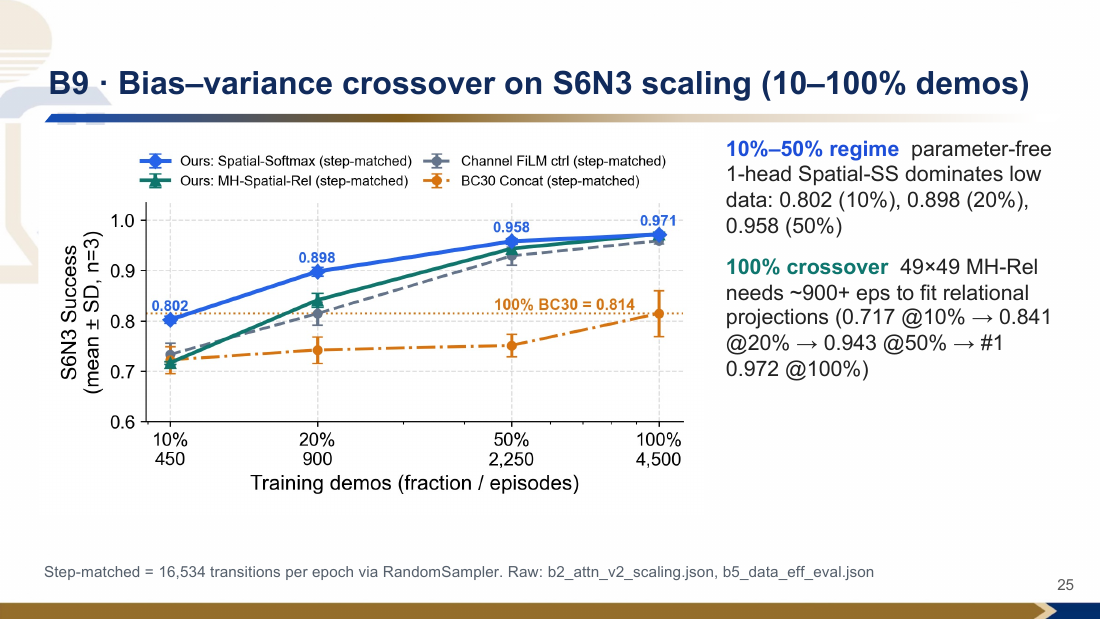 B9 · Bias–variance crossover on S6N3 scaling (10–100% demos)
Ours: Spatial-Softmax (step-matched)
Ours: MH-Spatial-Rel (step-matched)
Channel FiLM ctrl (step-matched)
BC30 Concat (step-matched)
S6N3 Success
(mean ± SD, n=3)
1.0
0.9
0.8
0.7
0.6
0.802
0.898
0.958
0.971
100% BC30 = 0.814
10% 20% 50% 100%
450 900 2,250 4,500
Training demos (fraction / episodes)
10%–50% regime parameter-free
1-head Spatial-SS dominates low
data: 0.802 (10%), 0.898 (20%),
0.958 (50%)
100% crossover 49×49 MH-Rel
needs ~900+ eps to fit relational
projections (0.717 @10% → 0.841
@20% → 0.943 @50% → #1
0.972 @100%)
Step-matched = 16,534 transitions per epoch via RandomSampler. Raw: b2_attn_v2_scaling.json, b5_data_eff_eval.json
25